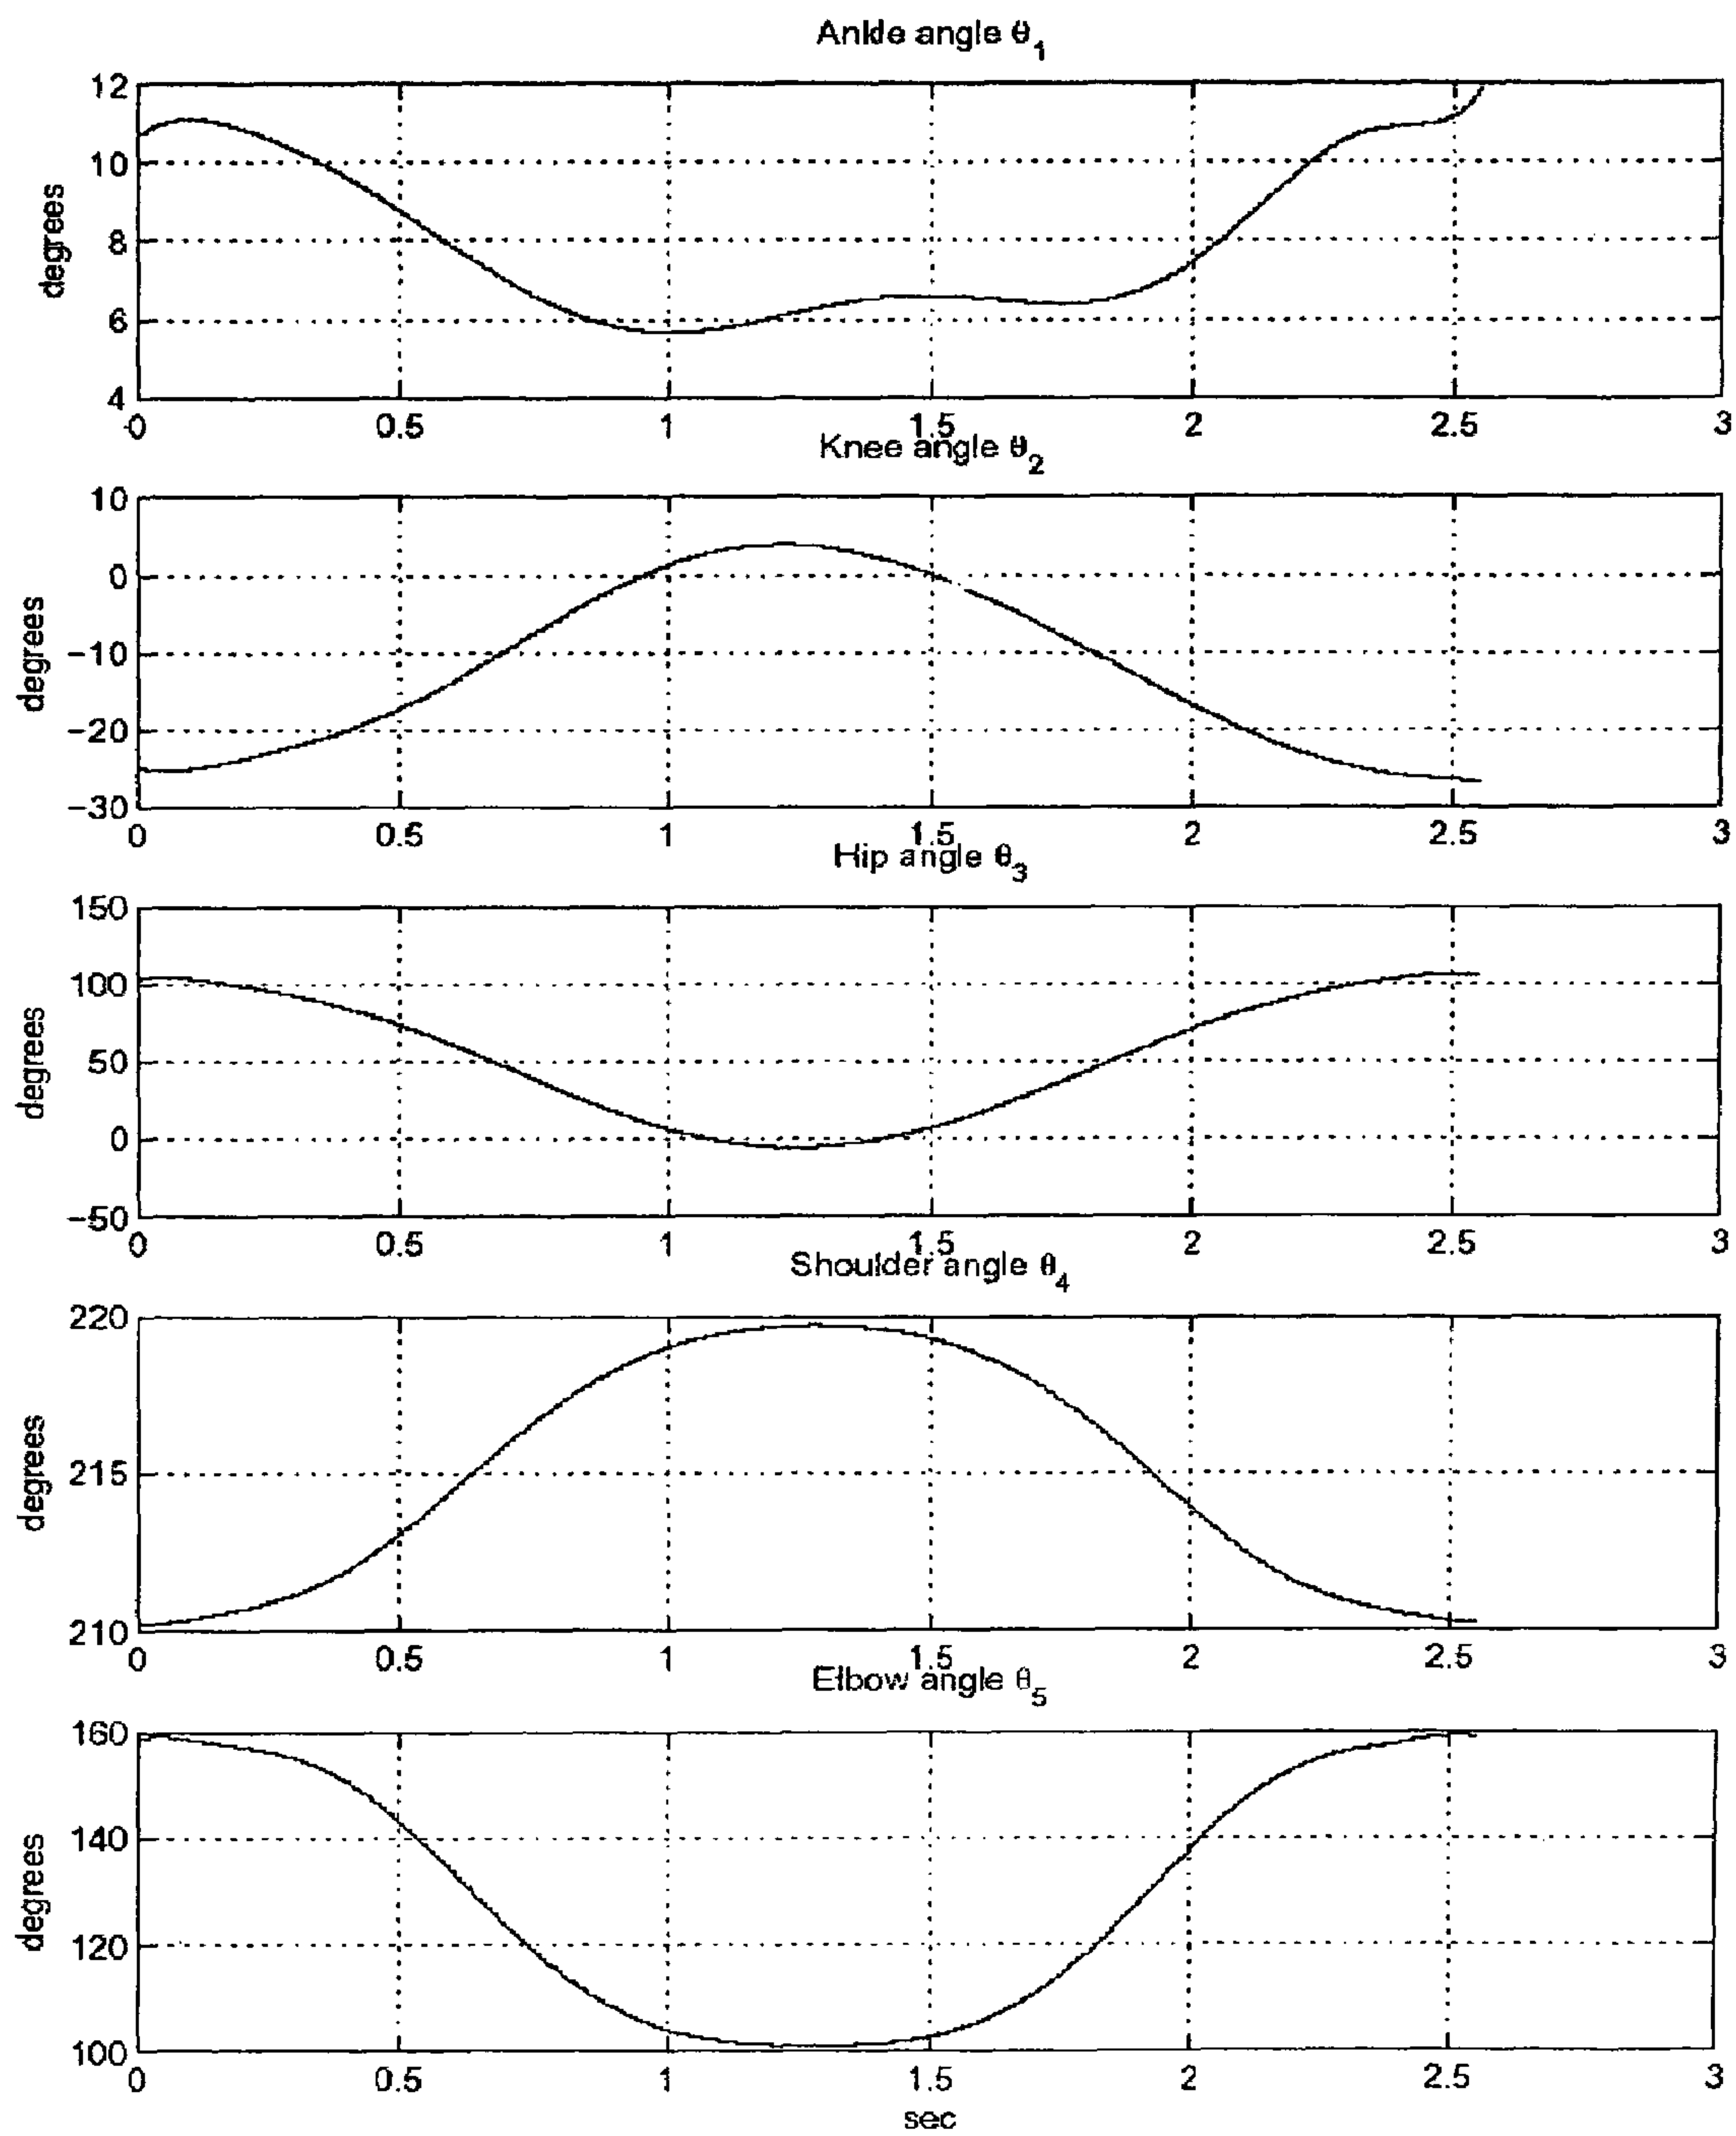 Ankle angle θ₁
12
10
8
6
4
degrees
0 0.5 1 1.5 2 2.5 3
Knee angle θ₂
10
0
−10
−20
−30
degrees
0 0.5 1 1.5 2 2.5 3
Hip angle θ₃
150
100
50
0
−50
degrees
0 0.5 1 1.5 2 2.5 3
Shoulder angle θ₄
220
215
210
degrees
0 0.5 1 1.5 2 2.5 3
Elbow angle θ₅
160
140
120
100
degrees
0 0.5 1 1.5 2 2.5 3
sec